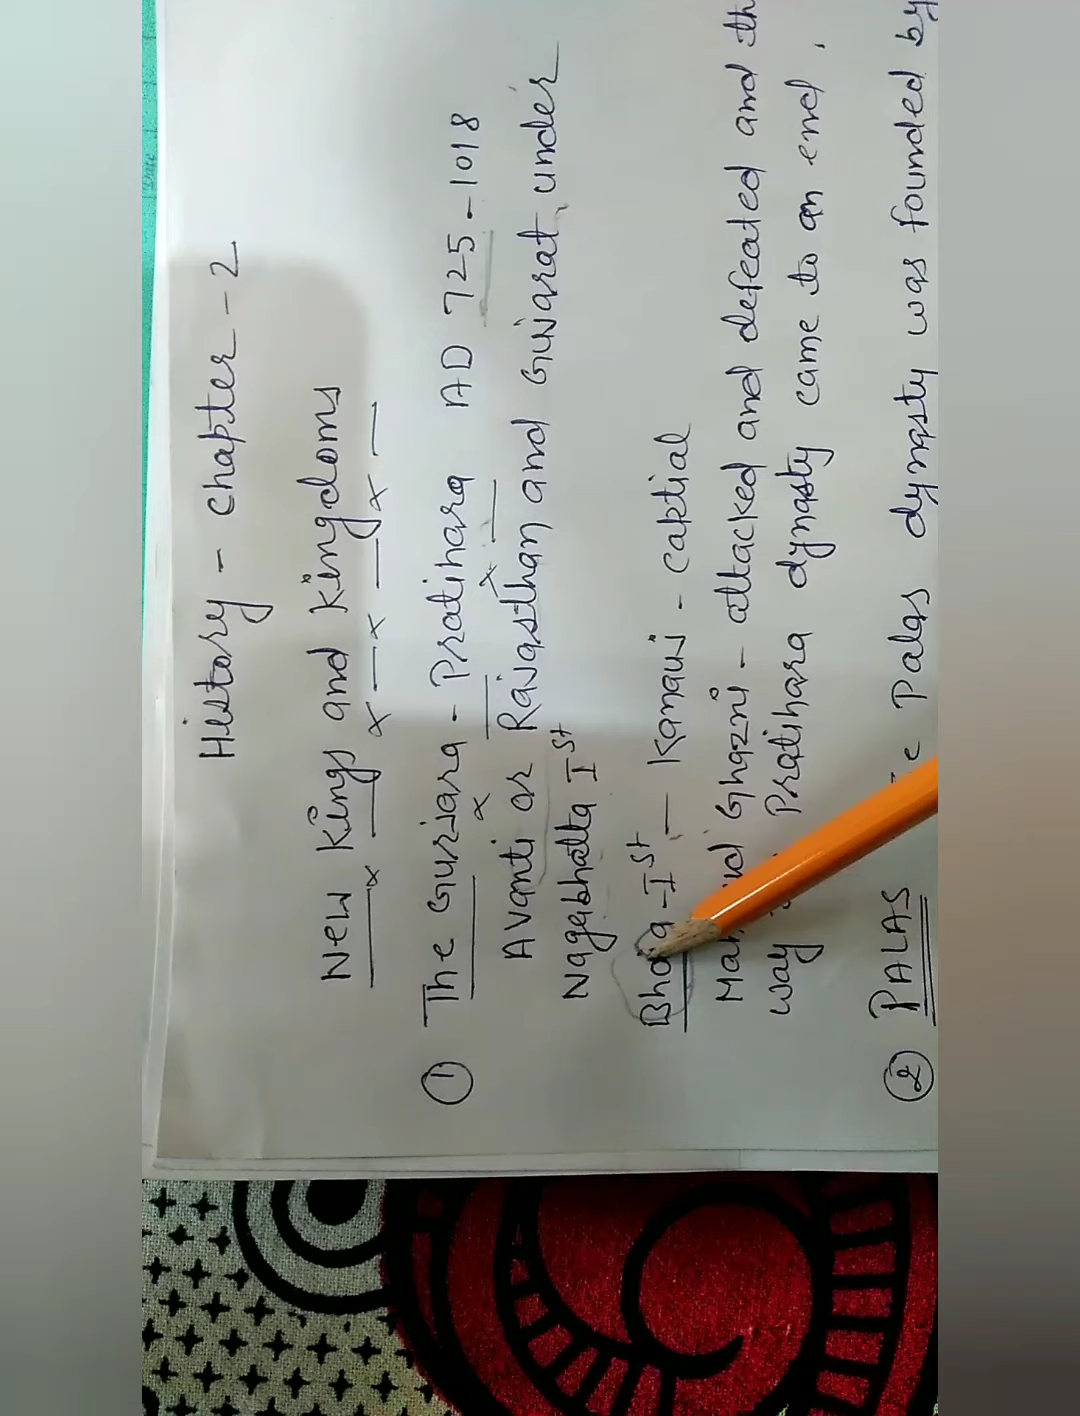 Date
History - Chapter - 2
New Kings and Kingdoms
x x x x
① The Gurjara - Pratihara AD 725 - 1018
x x
Avanti or Rajasthan and Gujarat, under
Nagabhatta Ist
Bhoja - Ist - Kanauj - caktial
Ghazni - attacked and defeated and
way Pratihara dynasty came to an end.
② PALAS Palas dynasty was founded by